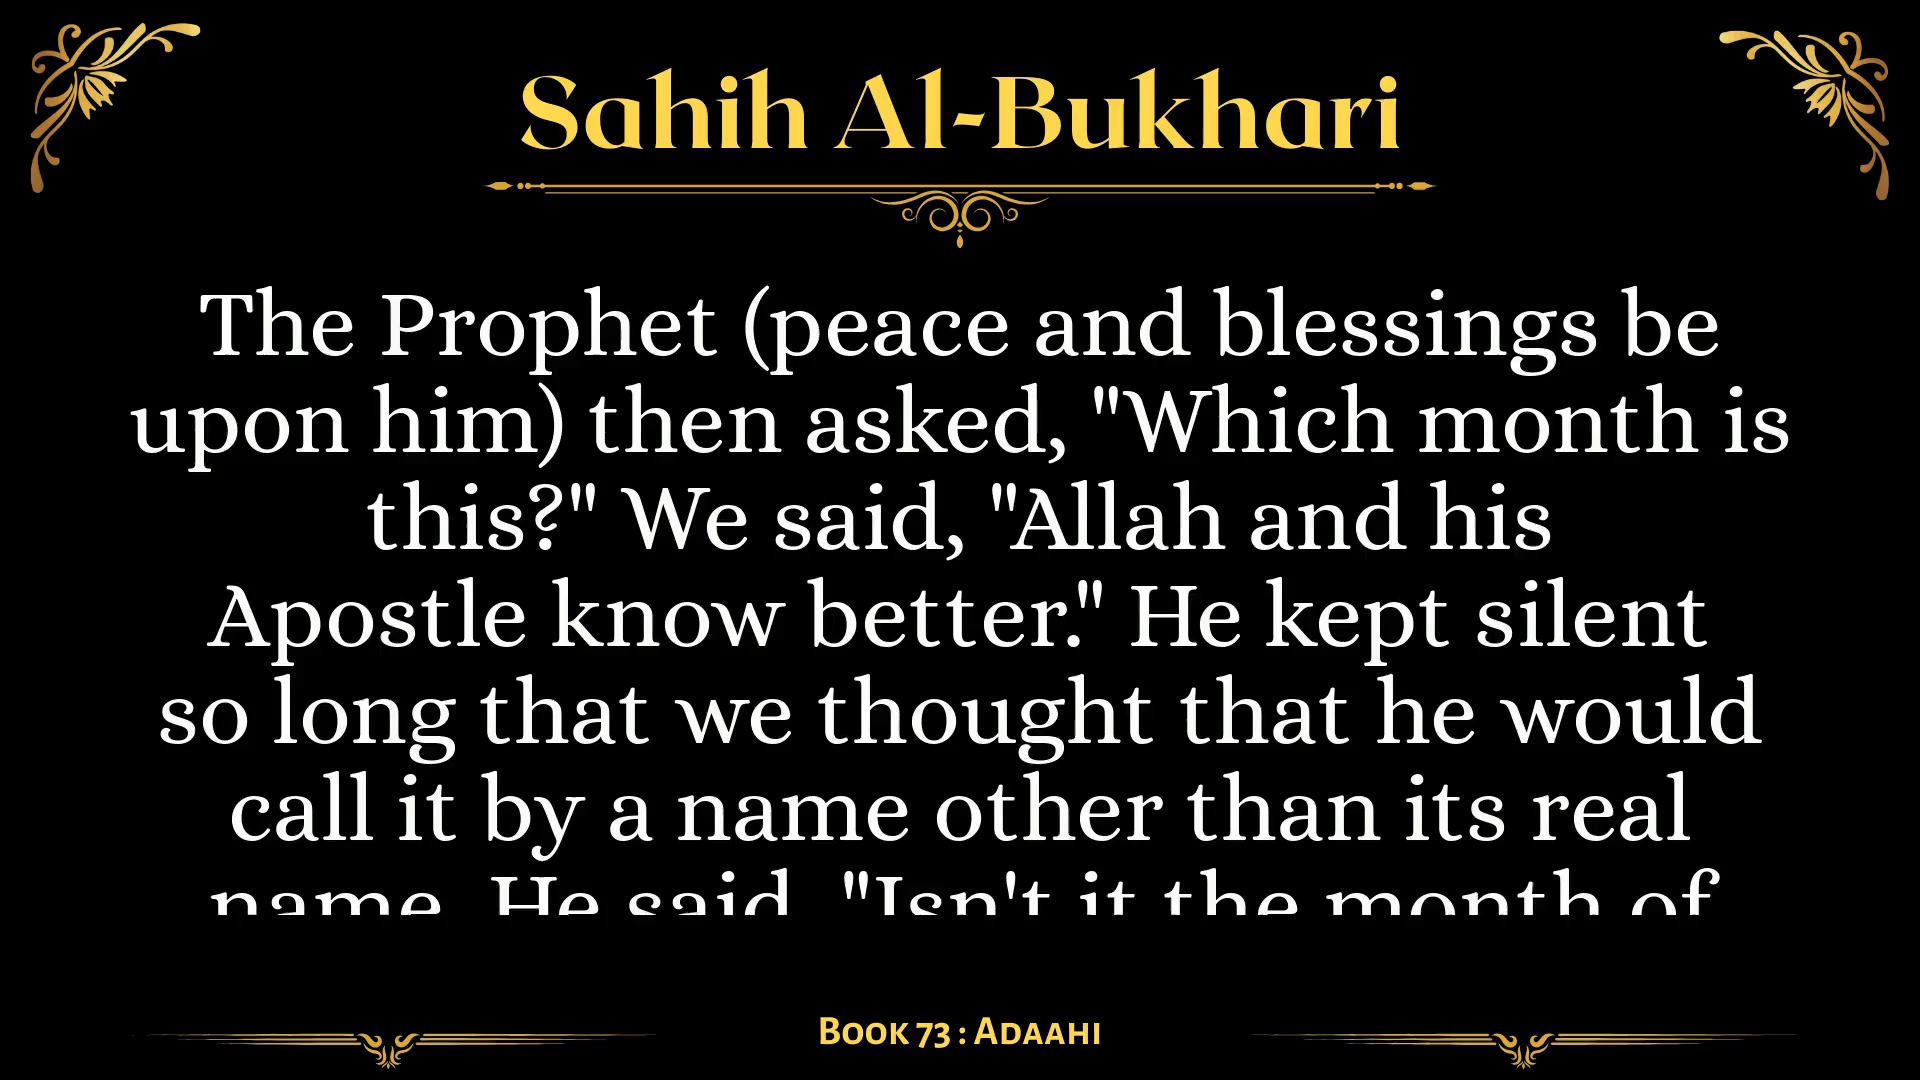 Sahih Al-Bukhari
The Prophet (peace and blessings be
upon him) then asked, "Which month is
this?" We said, "Allah and his
Apostle know better." He kept silent
so long that we thought that he would
call it by a name other than its real
name. He said, "Isn't it the month of
Book 73 : Adaahi